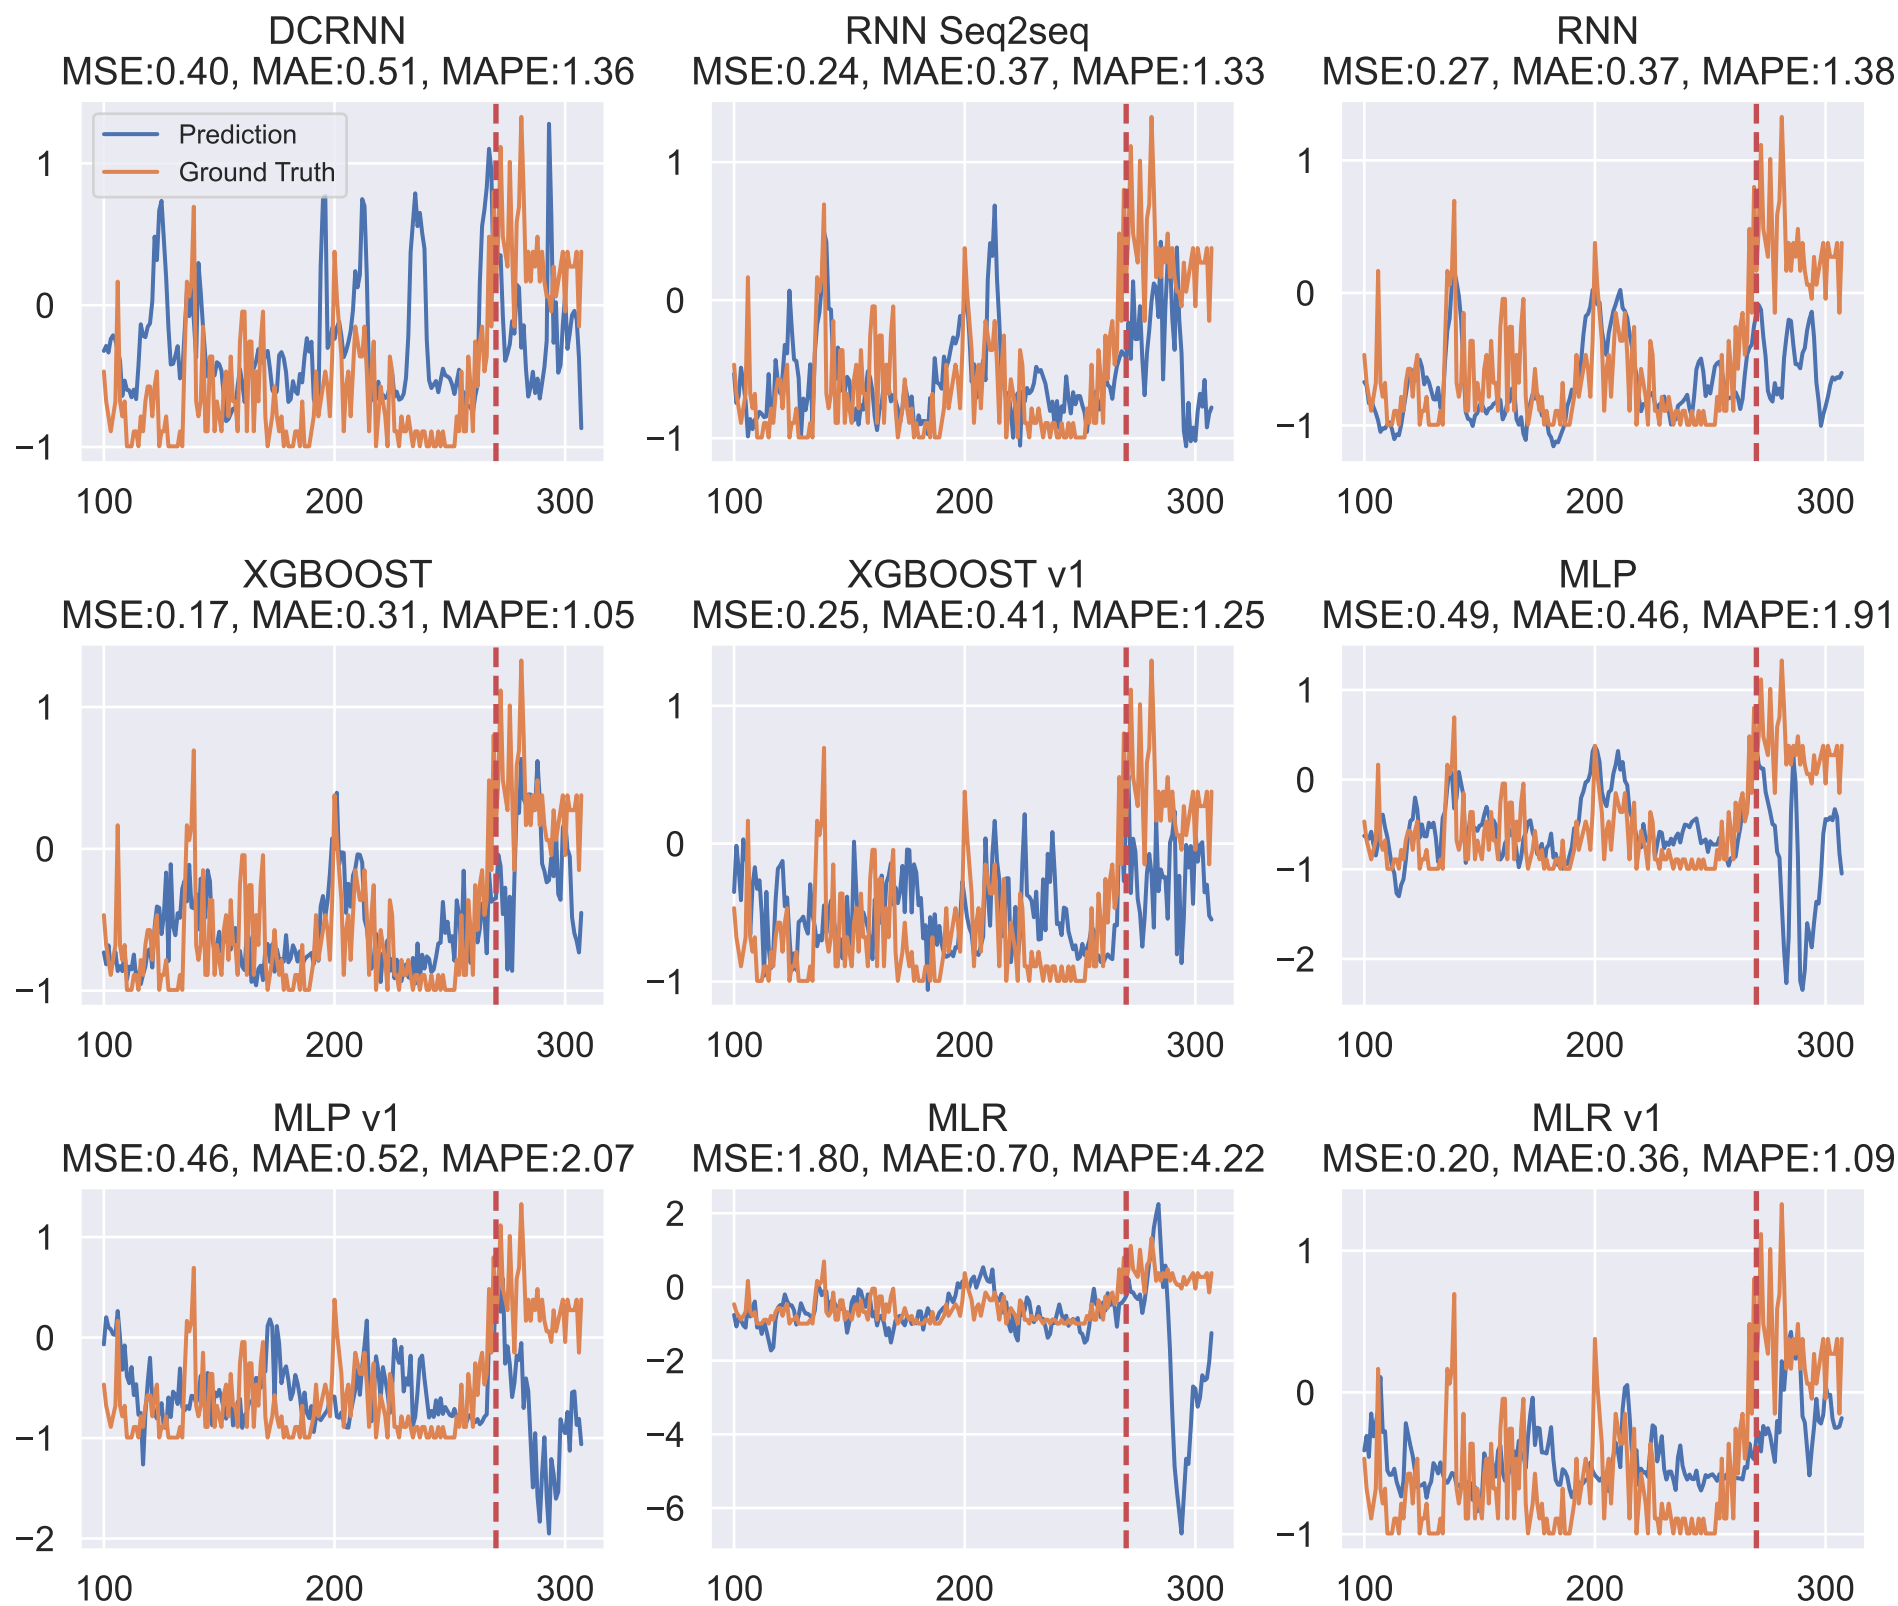 DCRNN
MSE:0.40, MAE:0.51, MAPE:1.36
Prediction
Ground Truth
1
0
−1
100 200 300
RNN Seq2seq
MSE:0.24, MAE:0.37, MAPE:1.33
1
0
−1
100 200 300
RNN
MSE:0.27, MAE:0.37, MAPE:1.38
1
0
−1
100 200 300
XGBOOST
MSE:0.17, MAE:0.31, MAPE:1.05
1
0
−1
100 200 300
XGBOOST v1
MSE:0.25, MAE:0.41, MAPE:1.25
1
0
−1
100 200 300
MLP
MSE:0.49, MAE:0.46, MAPE:1.91
1
0
−1
−2
100 200 300
MLP v1
MSE:0.46, MAE:0.52, MAPE:2.07
1
0
−1
−2
100 200 300
MLR
MSE:1.80, MAE:0.70, MAPE:4.22
2
0
−2
−4
−6
100 200 300
MLR v1
MSE:0.20, MAE:0.36, MAPE:1.09
1
0
−1
100 200 300